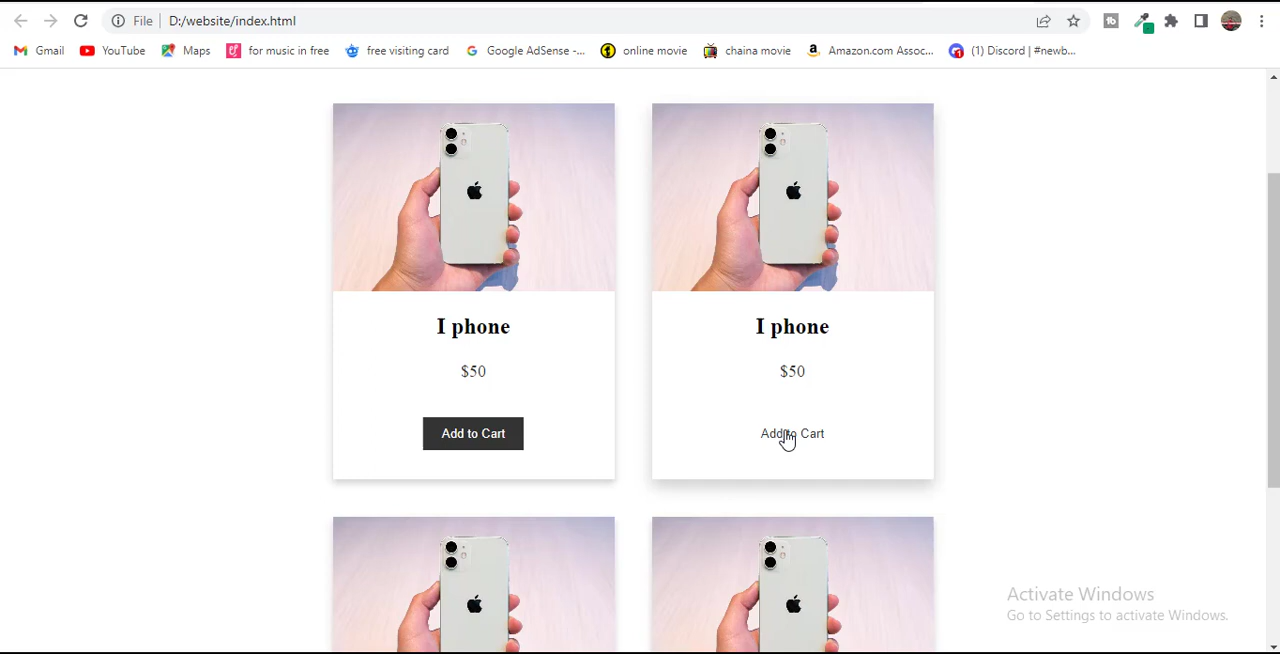 File D:/website/index.html
Gmail YouTube Maps for music in free free visiting card Google AdSense -... online movie chaina movie Amazon.com Assoc... (1) Discord | #newb...
I phone I phone
$50 $50
Add to Cart Add to Cart
Activate Windows
Go to Settings to activate Windows.